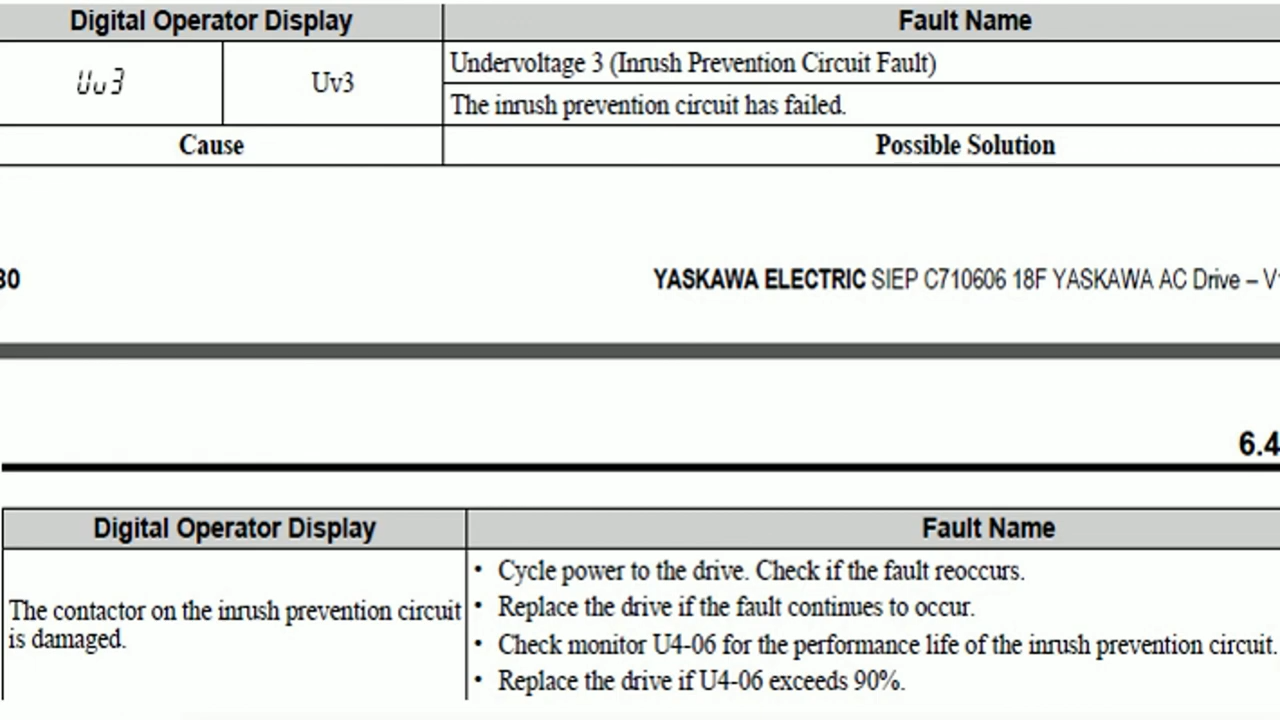 Digital Operator Display Fault Name
Uv3 Uv3 Undervoltage 3 (Inrush Prevention Circuit Fault)
The inrush prevention circuit has failed.
Cause Possible Solution
30 YASKAWA ELECTRIC SIEP C710606 18F YASKAWA AC Drive – V1
6.4
Digital Operator Display Fault Name
The contactor on the inrush prevention circuit
is damaged.
• Cycle power to the drive. Check if the fault reoccurs.
• Replace the drive if the fault continues to occur.
• Check monitor U4-06 for the performance life of the inrush prevention circuit.
• Replace the drive if U4-06 exceeds 90%.